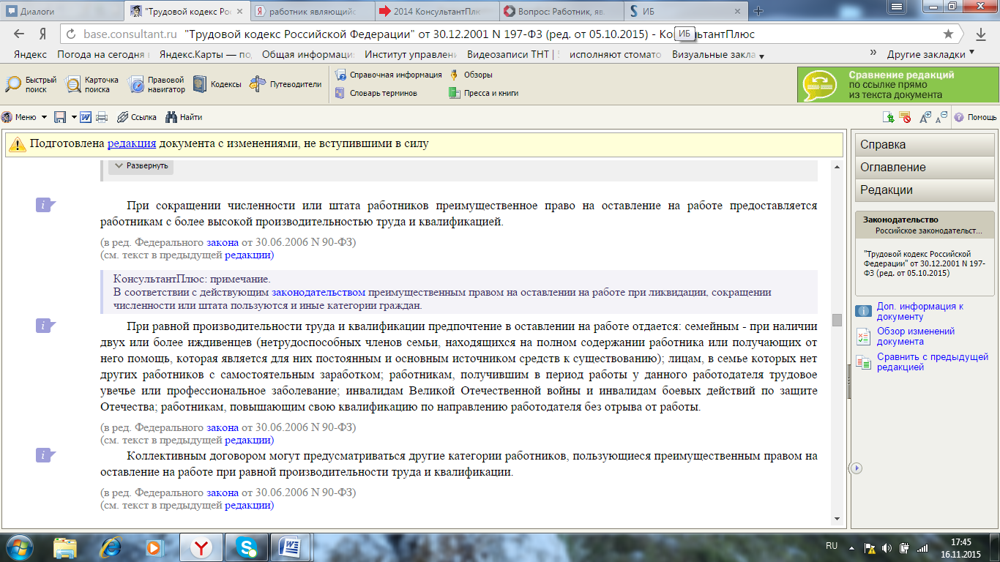 Диалоги
"Трудовой кодекс Рос
работник являющийс
2014 КонсультантПлю
Вопрос: Работник, яв.
ИБ
base.consultant.ru "Трудовой кодекс Российской Федерации" от 30.12.2001 N 197-ФЗ (ред. от 05.10.2015) - Ко ьтантПлюс
ИБ
Яндекс
Погода на сегодня
Яндекс.Карты — по
Общая информаци
Институт управлени
Видеозаписи ТНТ |
исполняют стомато
Визуальные закла
» Другие закладки
Быстрый
поиск
Карточка
поиска
Правовой
навигатор
Кодексы
Путеводители
Справочная информация
Обзоры
Словарь терминов
Пресса и книги
Сравнение редакций
по ссылке прямо
из текста документа
Меню
Ссылка
Найти
Помощь
Подготовлена редакция документа с изменениями, не вступившими в силу
Развернуть
При сокращении численности или штата работников преимущественное право на оставление на работе предоставляется
работникам с более высокой производительностью труда и квалификацией.
(в ред. Федерального закона от 30.06.2006 N 90-ФЗ)
(см. текст в предыдущей редакции)
КонсультантПлюс: примечание.
В соответствии с действующим законодательством преимущественным правом на оставлении на работе при ликвидации, сокращении
численности или штата пользуются и иные категории граждан.
При равной производительности труда и квалификации предпочтение в оставлении на работе отдается: семейным - при наличии
двух или более иждивенцев (нетрудоспособных членов семьи, находящихся на полном содержании работника или получающих от
него помощь, которая является для них постоянным и основным источником средств к существованию); лицам, в семье которых нет
других работников с самостоятельным заработком; работникам, получившим в период работы у данного работодателя трудовое
увечье или профессиональное заболевание; инвалидам Великой Отечественной войны и инвалидам боевых действий по защите
Отечества; работникам, повышающим свою квалификацию по направлению работодателя без отрыва от работы.
(в ред. Федерального закона от 30.06.2006 N 90-ФЗ)
(см. текст в предыдущей редакции)
Коллективным договором могут предусматриваться другие категории работников, пользующиеся преимущественным правом на
оставление на работе при равной производительности труда и квалификации.
(в ред. Федерального закона от 30.06.2006 N 90-ФЗ)
(см. текст в предыдущей редакции)
Справка
Оглавление
Редакции
Законодательство
Российское законодательст...
"Трудовой кодекс Российской
Федерации" от 30.12.2001 N 197-
ФЗ (ред. от 05.10.2015)
Доп. информация к
документу
Обзор изменений
документа
Сравнить с предыдущей
редакцией
RU
17:45
16.11.2015